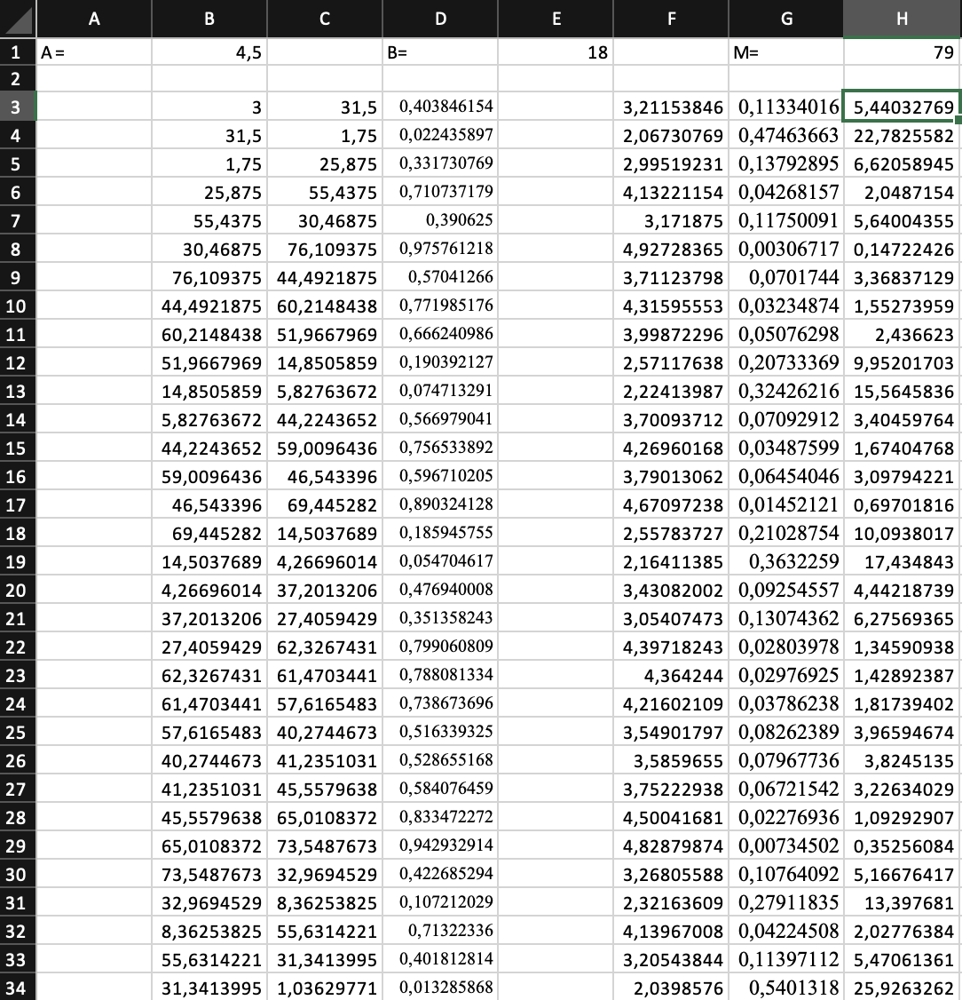 A B C D E F G H
1 A= 4,5 B= 18 M= 79
2
3 3 31,5 0,403846154 3,21153846 0,11334016 5,44032769
4 31,5 1,75 0,022435897 2,06730769 0,47463663 22,7825582
5 1,75 25,875 0,331730769 2,99519231 0,13792895 6,62058945
6 25,875 55,4375 0,710737179 4,13221154 0,04268157 2,0487154
7 55,4375 30,46875 0,390625 3,171875 0,11750091 5,64004355
8 30,46875 76,109375 0,975761218 4,92728365 0,00306717 0,14722426
9 76,109375 44,4921875 0,57041266 3,71123798 0,0701744 3,36837129
10 44,4921875 60,2148438 0,771985176 4,31595553 0,03234874 1,55273959
11 60,2148438 51,9667969 0,666240986 3,99872296 0,05076298 2,436623
12 51,9667969 14,8505859 0,190392127 2,57117638 0,20733369 9,95201703
13 14,8505859 5,82763672 0,074713291 2,22413987 0,32426216 15,5645836
14 5,82763672 44,2243652 0,566979041 3,70093712 0,07092912 3,40459764
15 44,2243652 59,0096436 0,756533892 4,26960168 0,03487599 1,67404768
16 59,0096436 46,543396 0,596710205 3,79013062 0,06454046 3,09794221
17 46,543396 69,445282 0,890324128 4,67097238 0,01452121 0,69701816
18 69,445282 14,5037689 0,185945755 2,55783727 0,21028754 10,0938017
19 14,5037689 4,26696014 0,054704617 2,16411385 0,3632259 17,434843
20 4,26696014 37,2013206 0,476940008 3,43082002 0,09254557 4,44218739
21 37,2013206 27,4059429 0,351358243 3,05407473 0,13074362 6,27569365
22 27,4059429 62,3267431 0,799060809 4,39718243 0,02803978 1,34590938
23 62,3267431 61,4703441 0,788081334 4,364244 0,02976925 1,42892387
24 61,4703441 57,6165483 0,738673696 4,21602109 0,03786238 1,81739402
25 57,6165483 40,2744673 0,516339325 3,54901797 0,08262389 3,96594674
26 40,2744673 41,2351031 0,528655168 3,5859655 0,07967736 3,8245135
27 41,2351031 45,5579638 0,584076459 3,75222938 0,06721542 3,22634029
28 45,5579638 65,0108372 0,833472272 4,50041681 0,02276936 1,09292907
29 65,0108372 73,5487673 0,942932914 4,82879874 0,00734502 0,35256084
30 73,5487673 32,9694529 0,422685294 3,26805588 0,10764092 5,16676417
31 32,9694529 8,36253825 0,107212029 2,32163609 0,27911835 13,397681
32 8,36253825 55,6314221 0,71322336 4,13967008 0,04224508 2,02776384
33 55,6314221 31,3413995 0,401812814 3,20543844 0,11397112 5,47061361
34 31,3413995 1,03629771 0,013285868 2,0398576 0,5401318 25,9263262